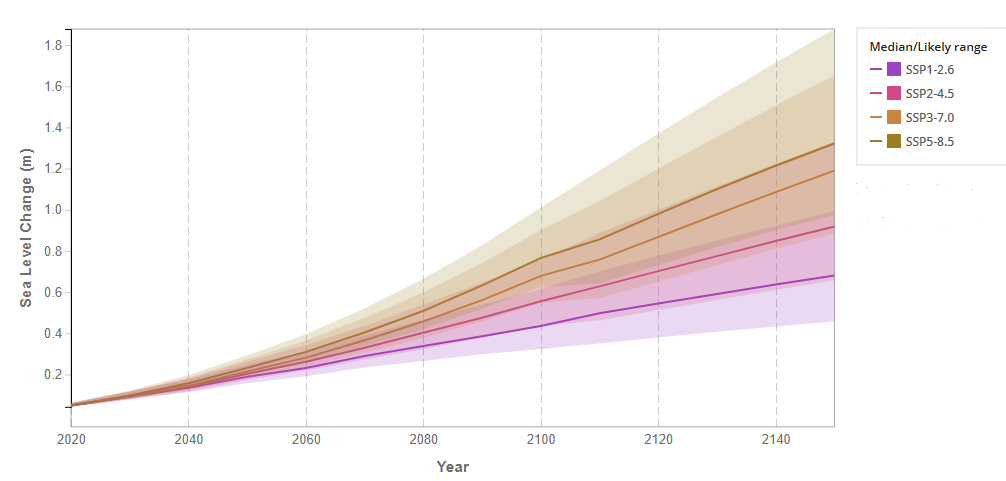 1.8
1.6
1.4
1.2
1.0
0.8
0.6
0.4
0.2
Sea Level Change (m)
2020 2040 2060 2080 2100 2120 2140
Year
Median/Likely range
SSP1-2.6
SSP2-4.5
SSP3-7.0
SSP5-8.5